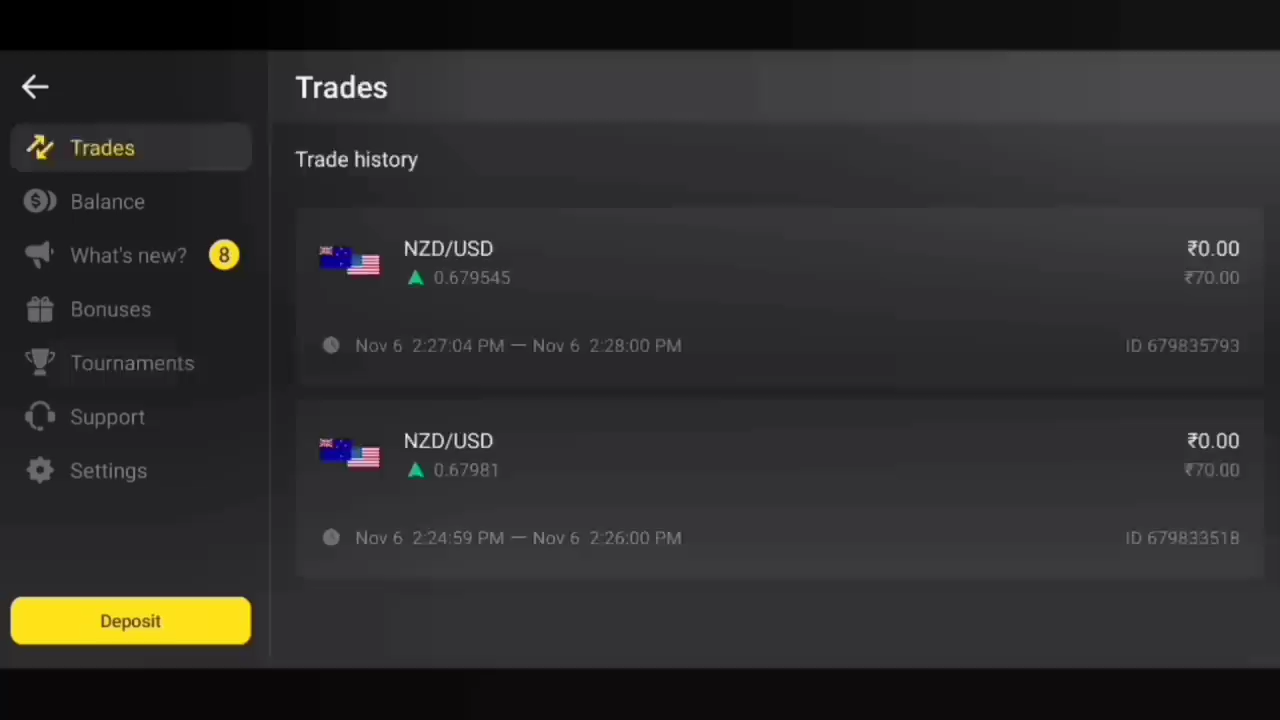 Trades
Trades
Balance
What's new? 8
Bonuses
Tournaments
Support
Settings
Deposit
Trade history
NZD/USD ₹0.00
0.679545 ₹70.00
Nov 6 2:27:04 PM — Nov 6 2:28:00 PM ID 679835793
NZD/USD ₹0.00
0.67981 ₹70.00
Nov 6 2:24:59 PM — Nov 6 2:26:00 PM ID 679833518